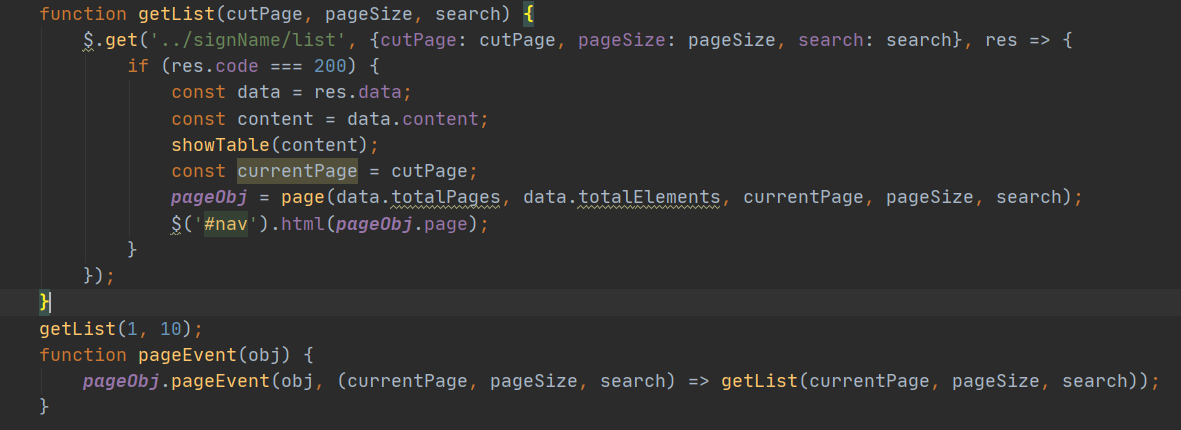 function getList(cutPage, pageSize, search) {
    $.get('../signName/list', {cutPage: cutPage, pageSize: pageSize, search: search}, res => {
        if (res.code === 200) {
            const data = res.data;
            const content = data.content;
            showTable(content);
            const currentPage = cutPage;
            pageObj = page(data.totalPages, data.totalElements, currentPage, pageSize, search);
            $('#nav').html(pageObj.page);
        }
    });
}
getList(1, 10);
function pageEvent(obj) {
    pageObj.pageEvent(obj, (currentPage, pageSize, search) => getList(currentPage, pageSize, search));
}